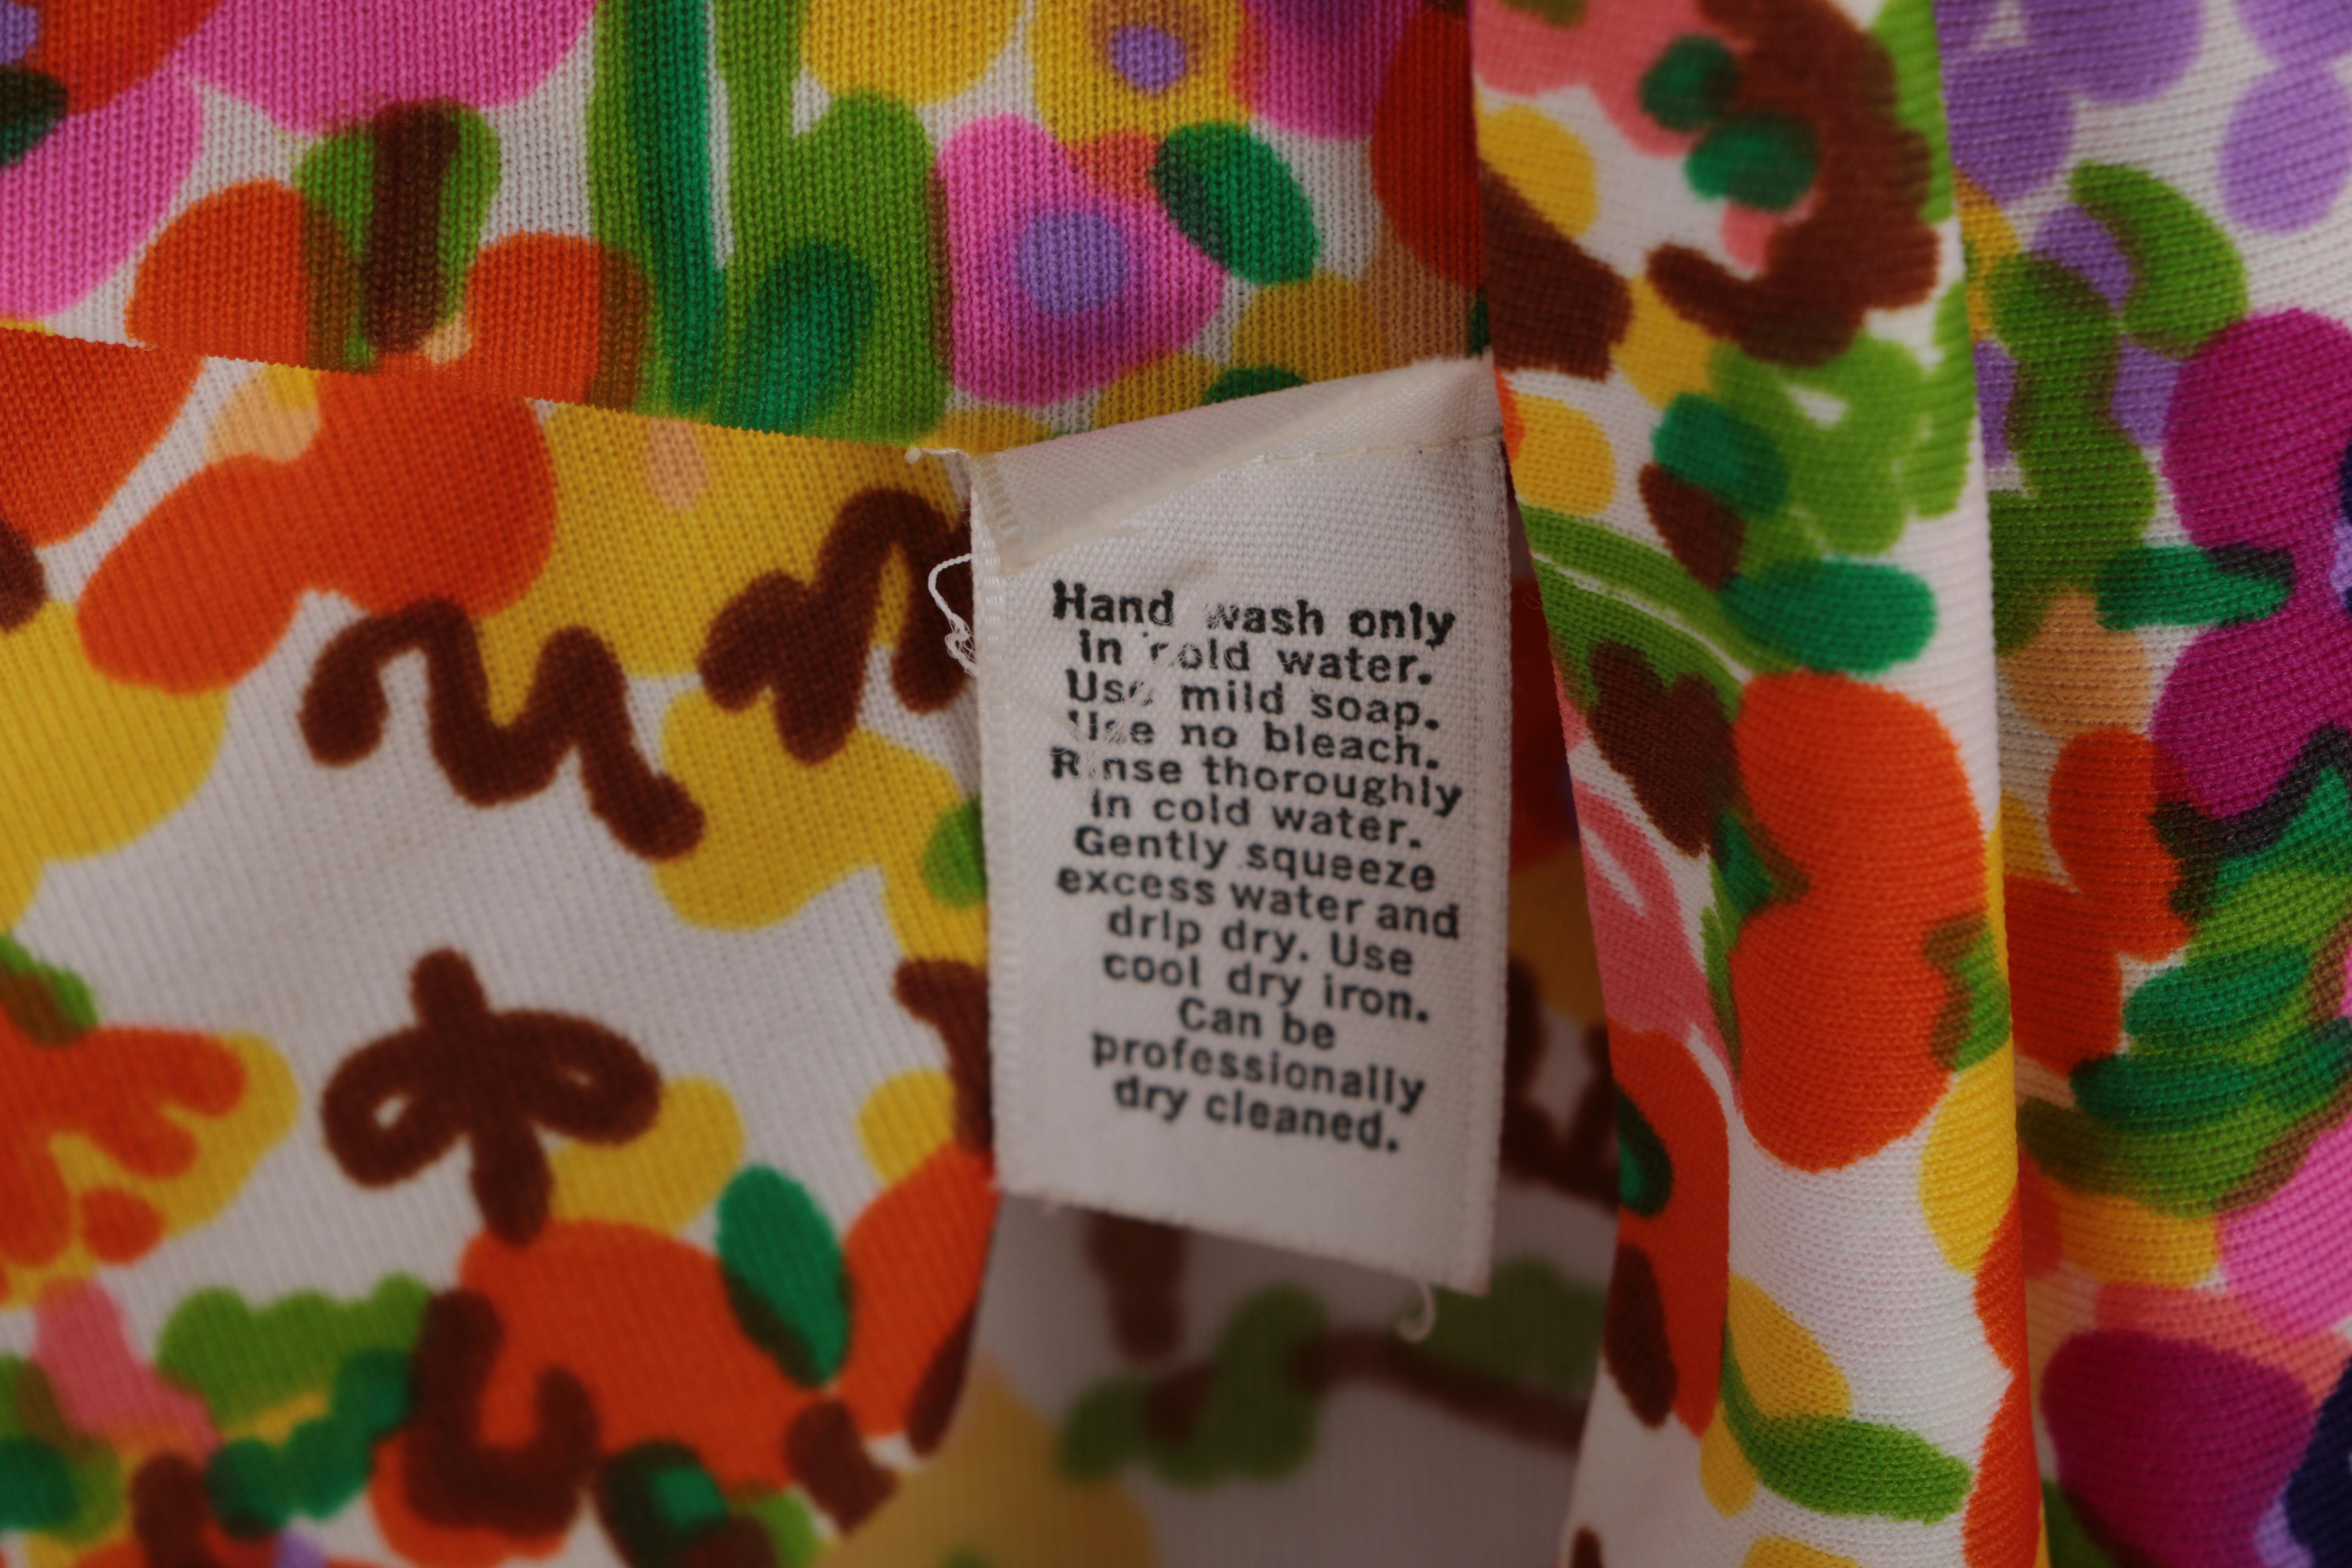 Hand wash only
in cold water.
Use mild soap.
Use no bleach.
Rinse thoroughly
in cold water.
Gently squeeze
excess water and
drip dry. Use
cool dry iron.
Can be
professionally
dry cleaned.